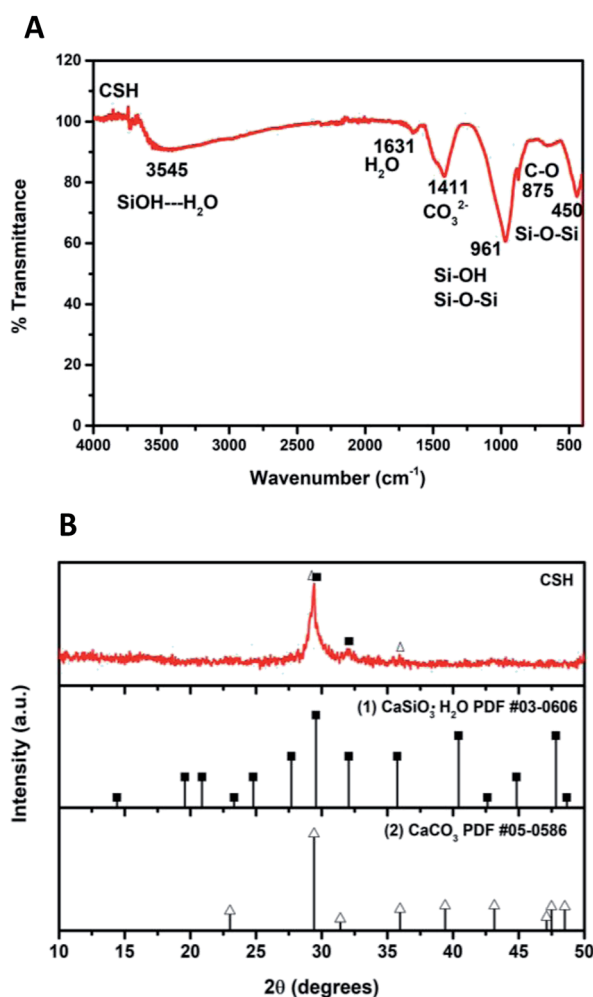 A
CSH
3545
SiOH---H₂O
1631
H₂O
1411
CO₃²⁻
961
Si-OH
Si-O-Si
C-O
875
450
Si-O-Si
% Transmittance
120
100
80
60
40
20
0
4000 3500 3000 2500 2000 1500 1000 500
Wavenumber (cm⁻¹)
B
CSH
(1) CaSiO₃·H₂O PDF #03-0606
(2) CaCO₃ PDF #05-0586
Intensity (a.u.)
10 15 20 25 30 35 40 45 50
2θ (degrees)